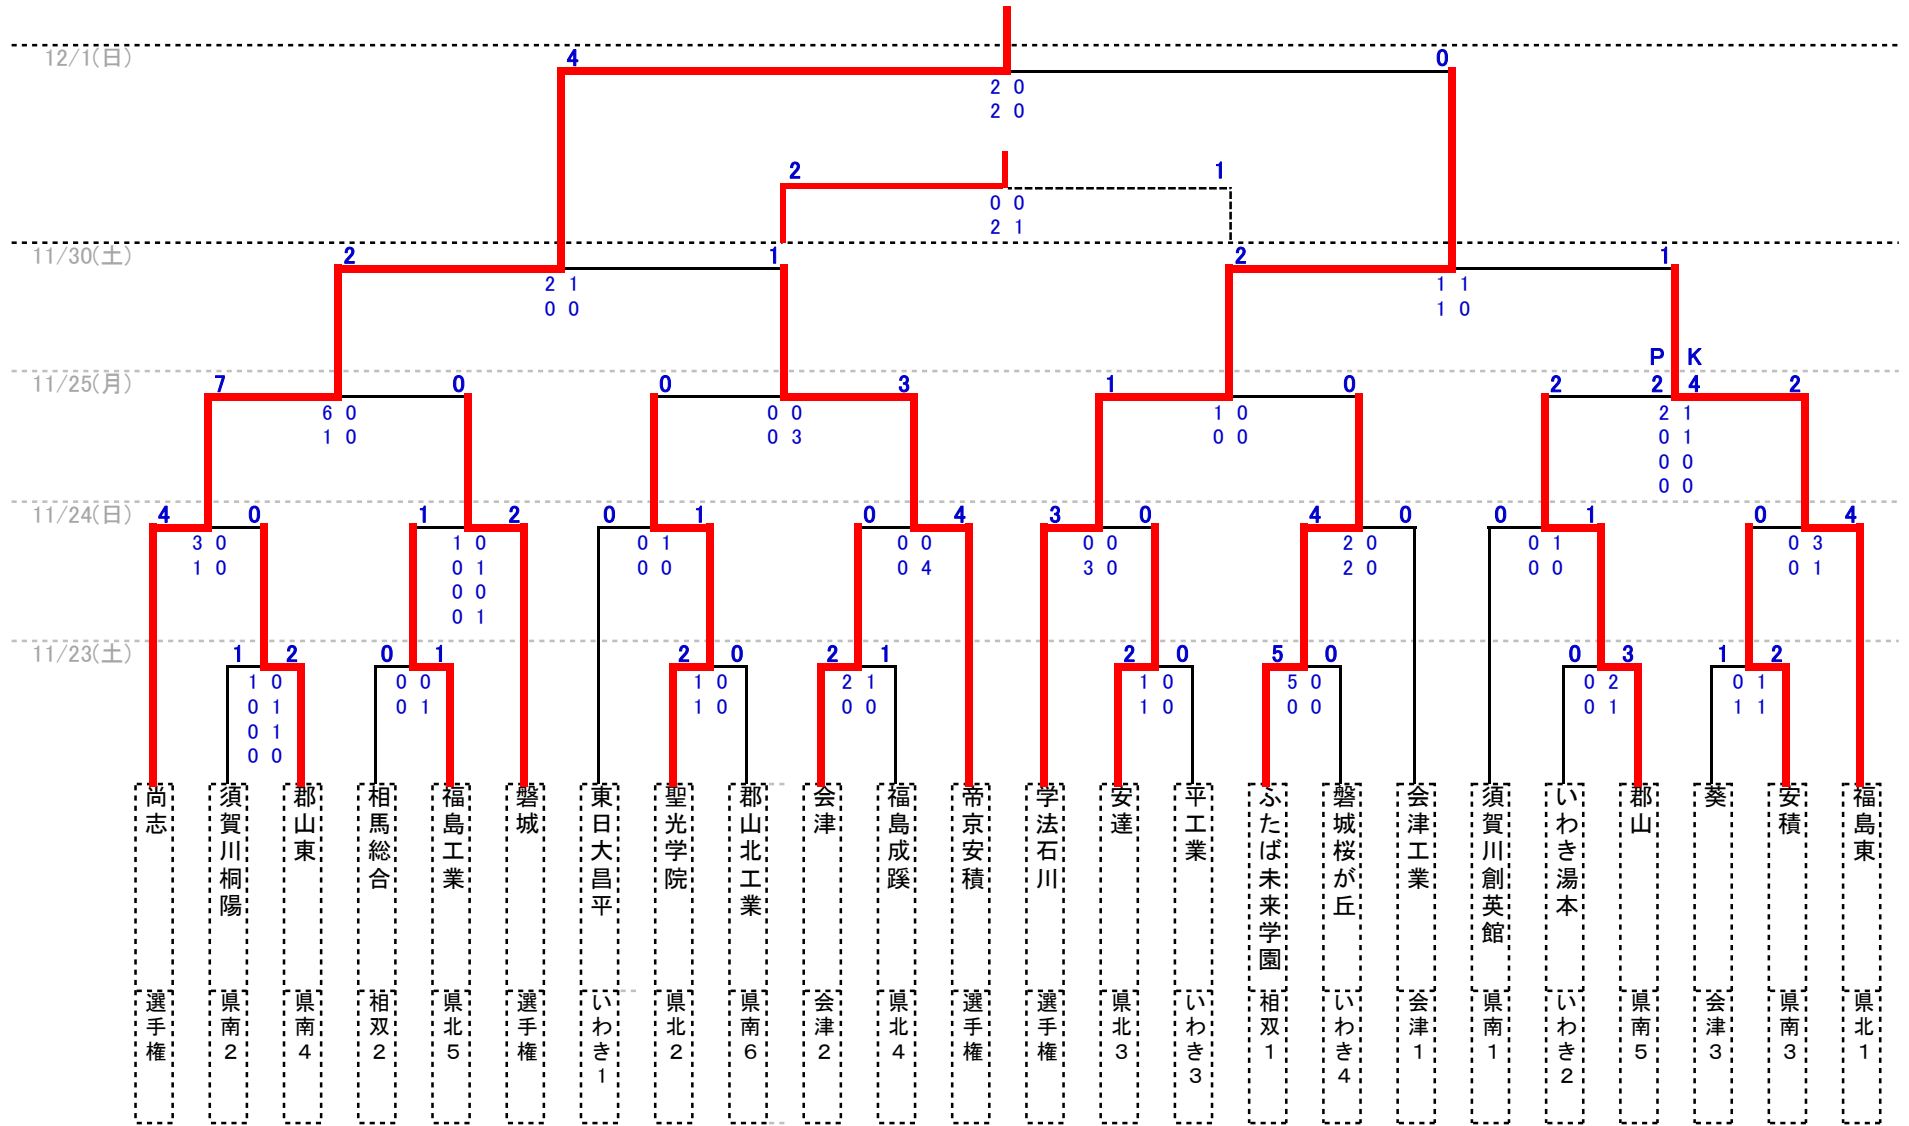 12/1(日)
4 0
2 0
2 0
2 1
0 0
2 1
11/30(土)
2 1 2 1
2 1 1 1
0 0 1 0
P K
11/25(月)
7 0 0 3 1 0 2 2 4 2
6 0 0 0 1 0 2 1
1 0 0 3 0 0 0 1
0 0
0 0
11/24(日)
4 0 1 2 0 1 0 4 3 0 4 0 0 1 0 4
3 0 1 0 0 1 0 0 0 0 2 0 0 1 0 3
1 0 0 1 0 0 0 4 3 0 2 0 0 0 0 1
0 0
0 1
11/23(土)
1 2 0 1 2 0 2 1 2 0 5 0 0 3 1 2
1 0 0 0 1 0 2 1 1 0 5 0 0 2 0 1
0 1 0 1 1 0 0 0 1 0 0 0 0 1 1 1
0 1
0 0
尚志
須賀川桐陽
郡山東
相馬総合
福島工業
磐城
東日大昌平
聖光学院
郡山北工業
会津
福島成蹊
帝京安積
学法石川
安達
平工業
ふたば未来学園
磐城桜が丘
会津工業
須賀川創英館
いわき湯本
郡山
葵
安積
福島東
選手権
県南2
県南4
相双2
県北5
選手権
いわき1
県北2
県南6
会津2
県北4
選手権
選手権
県北3
いわき3
相双1
いわき4
会津1
県南1
いわき2
県南5
会津3
県南3
県北1